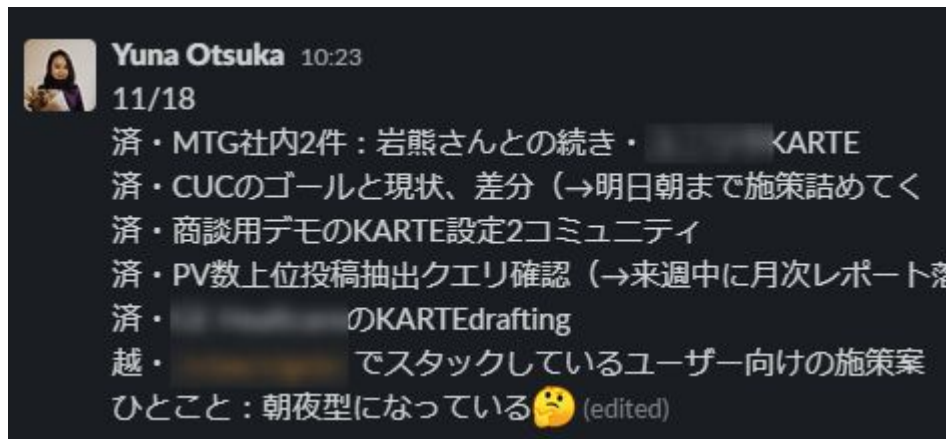 Yuna Otsuka 10:23
11/18
済・MTG社内2件：岩熊さんとの続き・ KARTE
済・CUCのゴールと現状、差分（→明日朝まで施策詰めてく
済・商談用デモのKARTE設定2コミュニティ
済・PV数上位投稿抽出クエリ確認（→来週中に月次レポート落
済・ のKARTEdrafting
越・ でスタックしているユーザー向けの施策案
ひとこと：朝夜型になっている🤔 (edited)